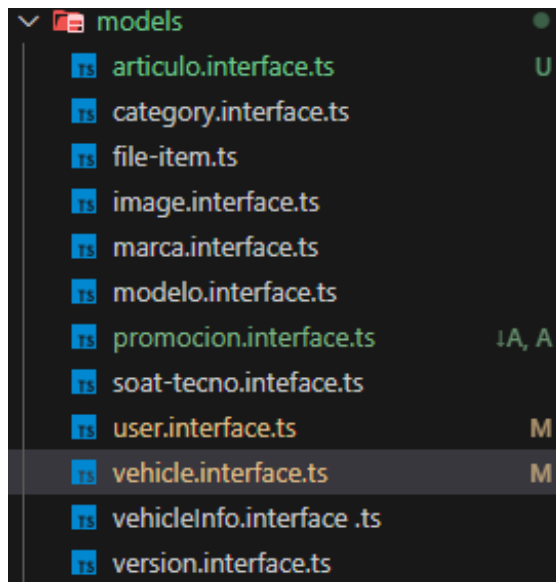 models
TS articulo.interface.ts U
TS category.interface.ts
TS file-item.ts
TS image.interface.ts
TS marca.interface.ts
TS modelo.interface.ts
TS promocion.interface.ts ↓A, A
TS soat-tecno.inteface.ts
TS user.interface.ts M
TS vehicle.interface.ts M
TS vehicleInfo.interface .ts
TS version.interface.ts